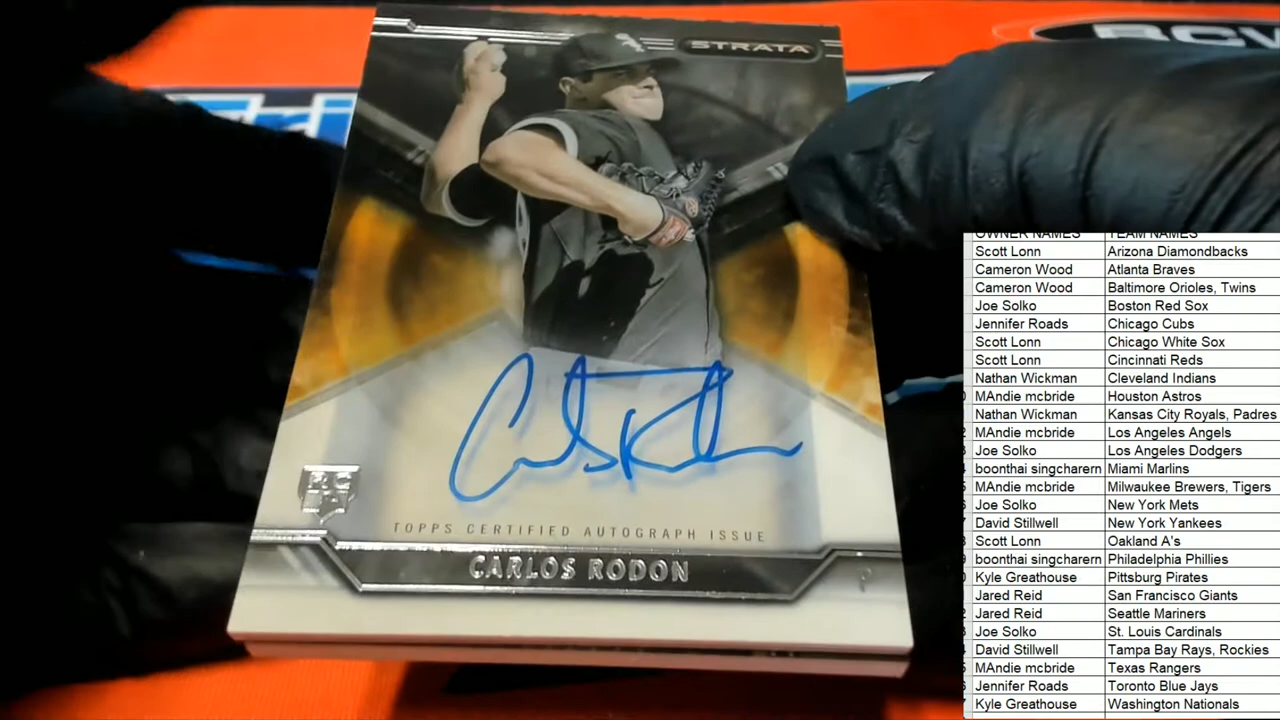 STRATA
BCW
RC
TOPPS CERTIFIED AUTOGRAPH ISSUE
CARLOS RODON
P
OWNER NAMES TEAM NAMES
Scott Lonn Arizona Diamondbacks
Cameron Wood Atlanta Braves
Cameron Wood Baltimore Orioles, Twins
Joe Solko Boston Red Sox
Jennifer Roads Chicago Cubs
Scott Lonn Chicago White Sox
Scott Lonn Cincinnati Reds
Nathan Wickman Cleveland Indians
MAndie mcbride Houston Astros
Nathan Wickman Kansas City Royals, Padres
MAndie mcbride Los Angeles Angels
Joe Solko Los Angeles Dodgers
boonthai singcharern Miami Marlins
MAndie mcbride Milwaukee Brewers, Tigers
Joe Solko New York Mets
David Stillwell New York Yankees
Scott Lonn Oakland A's
boonthai singcharern Philadelphia Phillies
Kyle Greathouse Pittsburg Pirates
Jared Reid San Francisco Giants
Jared Reid Seattle Mariners
Joe Solko St. Louis Cardinals
David Stillwell Tampa Bay Rays, Rockies
MAndie mcbride Texas Rangers
Jennifer Roads Toronto Blue Jays
Kyle Greathouse Washington Nationals